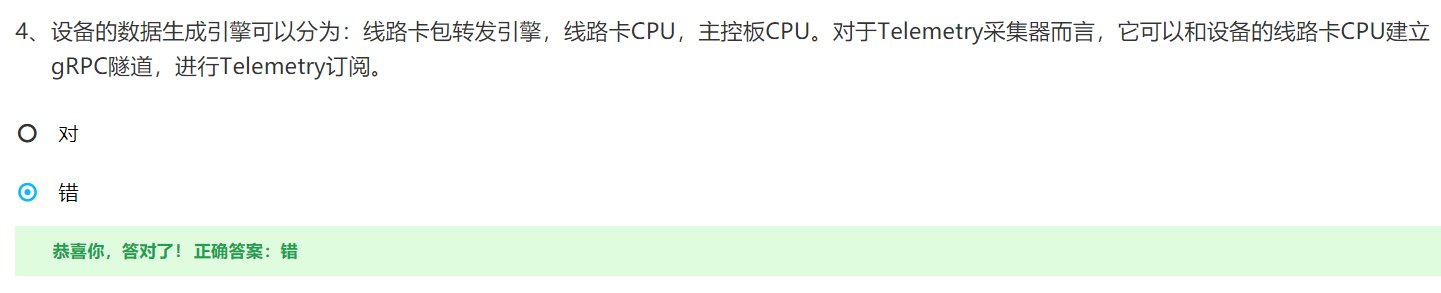 4、设备的数据生成引擎可以分为：线路卡包转发引擎，线路卡CPU，主控板CPU。对于Telemetry采集器而言，它可以和设备的线路卡CPU建立
gRPC隧道，进行Telemetry订阅。
对
错
恭喜你，答对了！正确答案：错